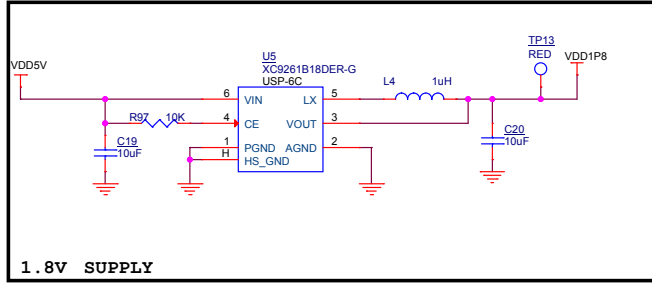 TP13
U5
RED
VDD1P8
VDD5V
XC9261B18DER-G
USP-6C
L4 1uH
6 VIN LX 5
R97 10K 4 CE VOUT 3
C19
10uF
1 PGND AGND 2
H HS_GND
C20
10uF
1.8V SUPPLY